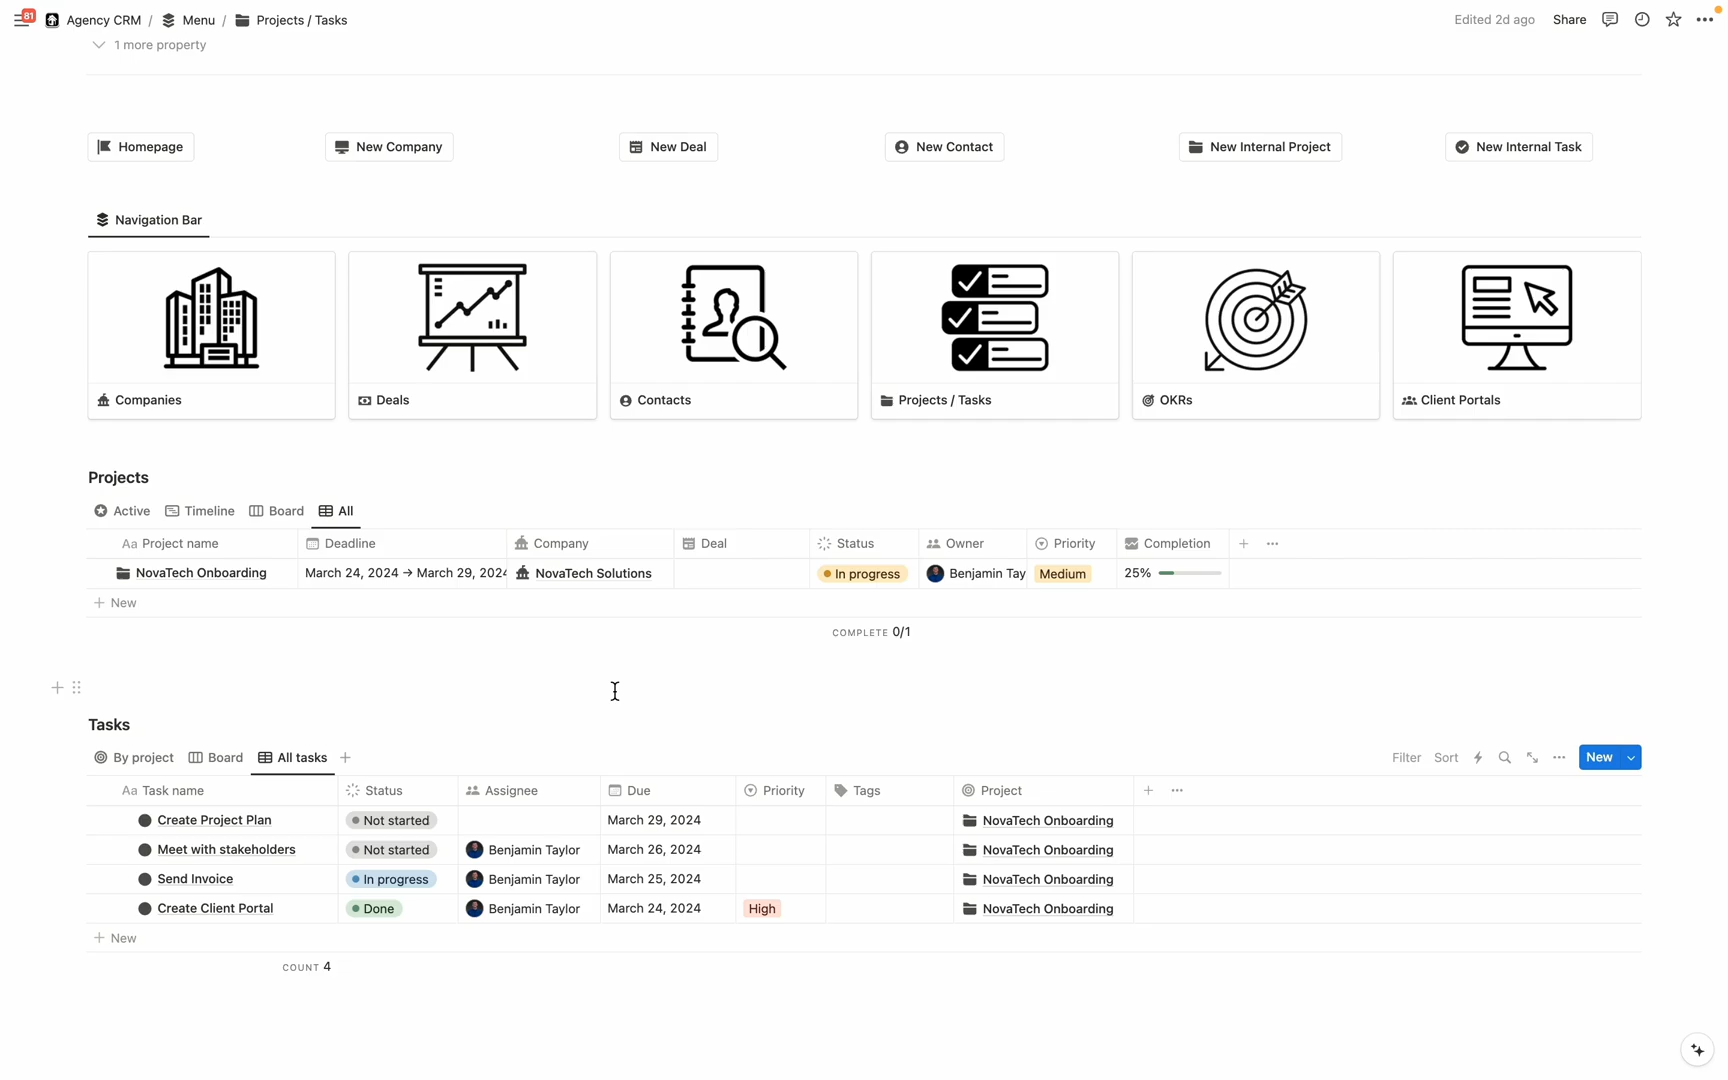 81 Agency CRM / Menu / Projects / Tasks Edited 2d ago Share
1 more property
Homepage New Company New Deal New Contact New Internal Project New Internal Task
Navigation Bar
Companies Deals Contacts Projects / Tasks OKRs Client Portals
Projects
Active Timeline Board All
Aa Project name Deadline Company Deal Status Owner Priority Completion
NovaTech Onboarding March 24, 2024 → March 29, 2024 NovaTech Solutions In progress Benjamin Tay Medium 25%
+ New
COMPLETE 0/1
Tasks
By project Board All tasks + Filter Sort New
Aa Task name Status Assignee Due Priority Tags Project
Create Project Plan Not started March 29, 2024 NovaTech Onboarding
Meet with stakeholders Not started Benjamin Taylor March 26, 2024 NovaTech Onboarding
Send Invoice In progress Benjamin Taylor March 25, 2024 NovaTech Onboarding
Create Client Portal Done Benjamin Taylor March 24, 2024 High NovaTech Onboarding
+ New
COUNT 4